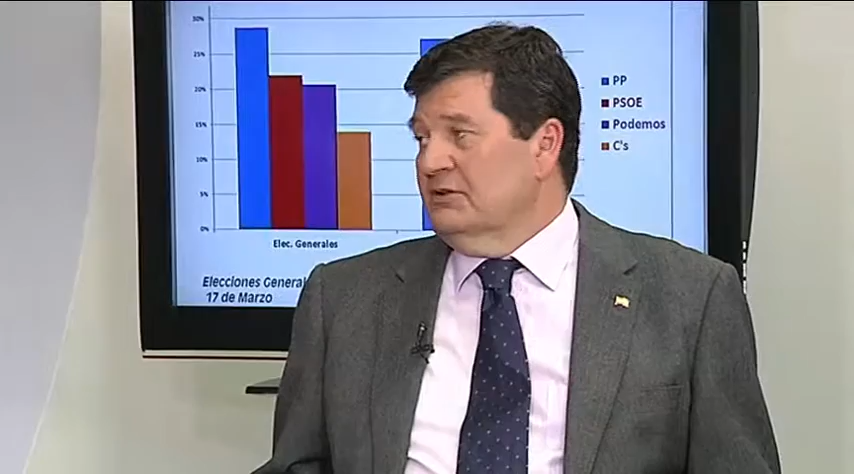 30%
25%
20%
15%
10%
5%
0%
Elec. Generales
PP
PSOE
Podemos
C's
Elecciones General
17 de Marzo